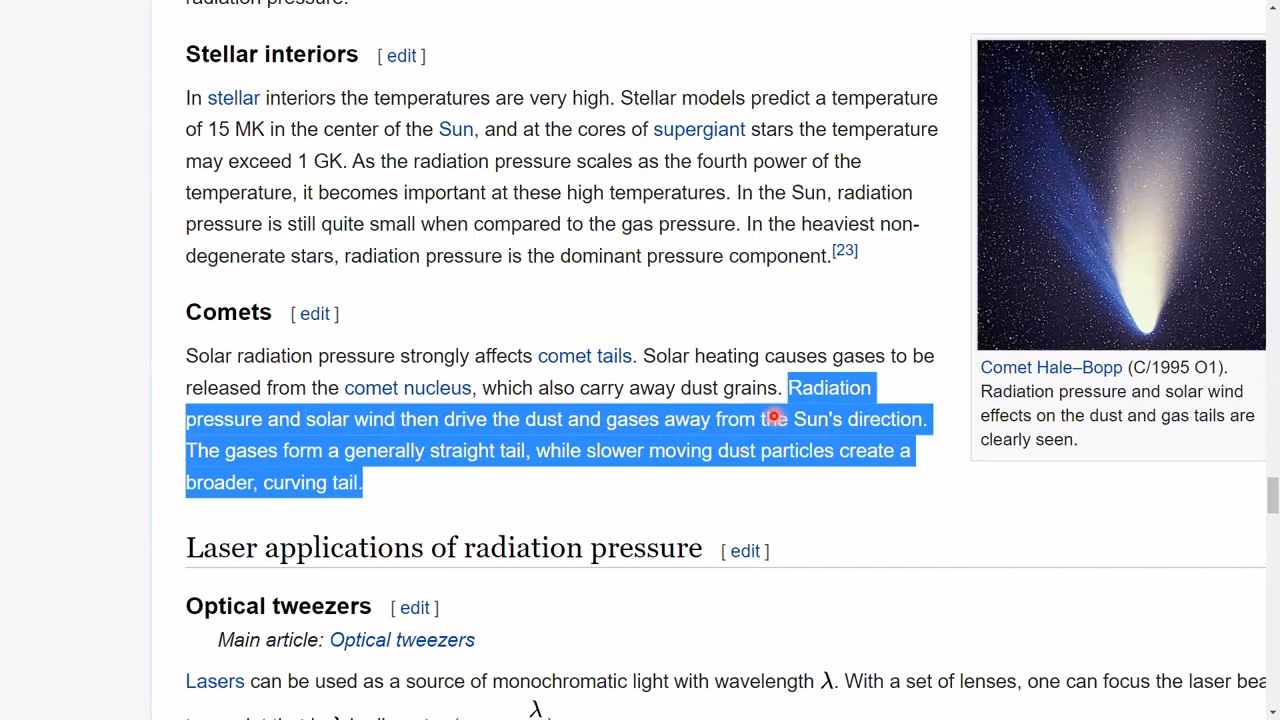 radiation pressure.
Stellar interiors [ edit ]
In stellar interiors the temperatures are very high. Stellar models predict a temperature
of 15 MK in the center of the Sun, and at the cores of supergiant stars the temperature
may exceed 1 GK. As the radiation pressure scales as the fourth power of the
temperature, it becomes important at these high temperatures. In the Sun, radiation
pressure is still quite small when compared to the gas pressure. In the heaviest non-
degenerate stars, radiation pressure is the dominant pressure component.[23]
Comets [ edit ]
Solar radiation pressure strongly affects comet tails. Solar heating causes gases to be
released from the comet nucleus, which also carry away dust grains. Radiation
pressure and solar wind then drive the dust and gases away from the Sun's direction.
The gases form a generally straight tail, while slower moving dust particles create a
broader, curving tail.
Comet Hale–Bopp (C/1995 O1).
Radiation pressure and solar wind
effects on the dust and gas tails are
clearly seen.
Laser applications of radiation pressure [ edit ]
Optical tweezers [ edit ]
Main article: Optical tweezers
Lasers can be used as a source of monochromatic light with wavelength λ. With a set of lenses, one can focus the laser bea
λ